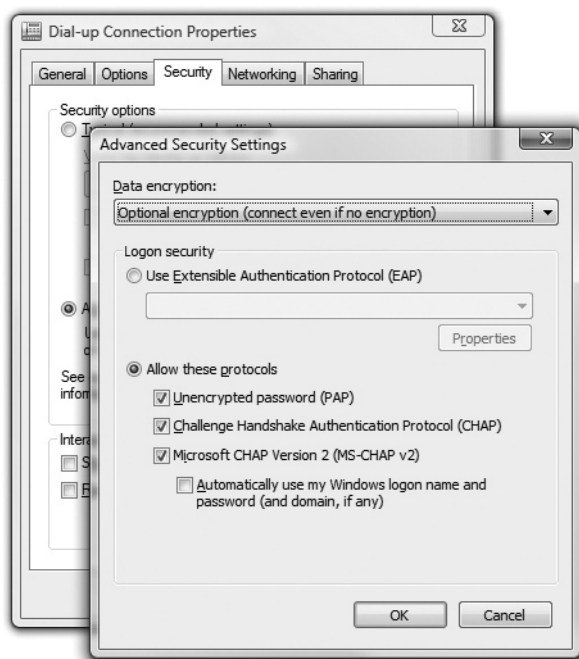 Dial-up Connection Properties
General Options Security Networking Sharing
Security options
Advanced Security Settings
Data encryption:
Optional encryption (connect even if no encryption)
Logon security
Use Extensible Authentication Protocol (EAP)
Properties
Allow these protocols
Unencrypted password (PAP)
Challenge Handshake Authentication Protocol (CHAP)
Microsoft CHAP Version 2 (MS-CHAP v2)
Automatically use my Windows logon name and
password (and domain, if any)
See
OK Cancel